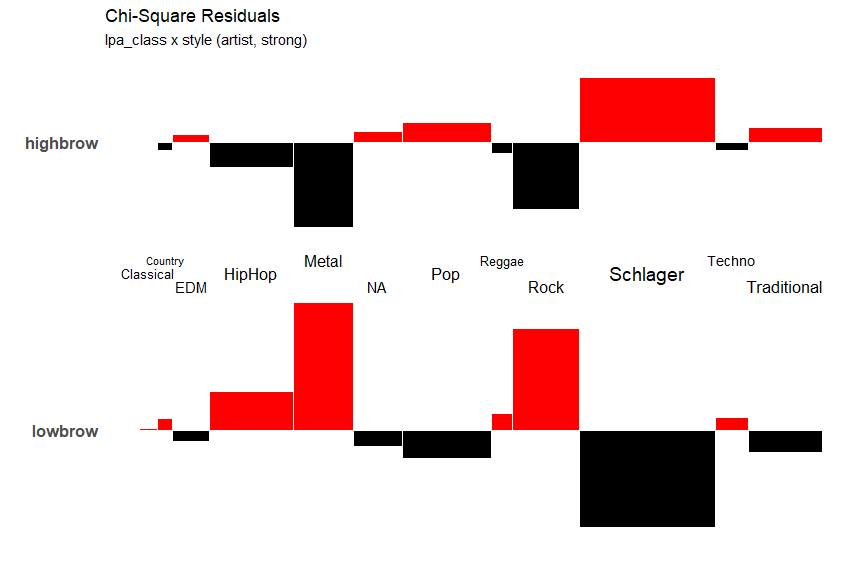 Chi-Square Residuals
lpa_class x style (artist, strong)
highbrow
Country
Classical
EDM
HipHop
Metal
NA
Pop
Reggae
Rock
Schlager
Techno
Traditional
lowbrow